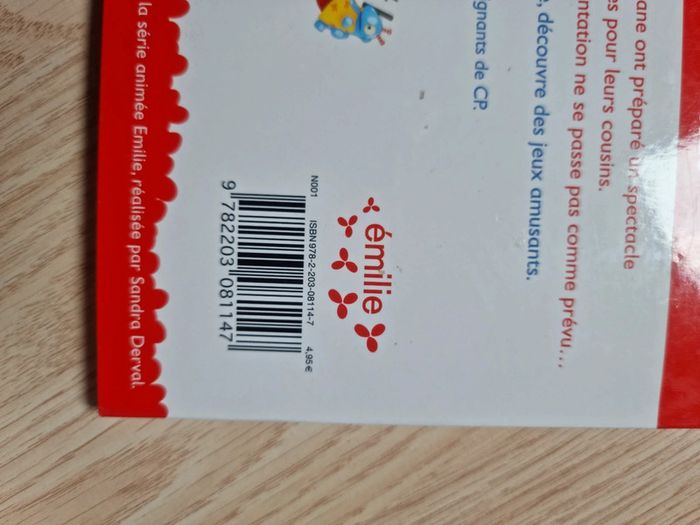 ane ont préparé un spectacle
es pour leurs cousins.
ntation ne se passe pas comme prévu...
, découvre des jeux amusants.
ignants de CP.
émilie
N001 ISBN 978-2-203-08114-7 4,95 €
9 782203 081147
la série animée Emilie, réalisée par Sandra Derval.